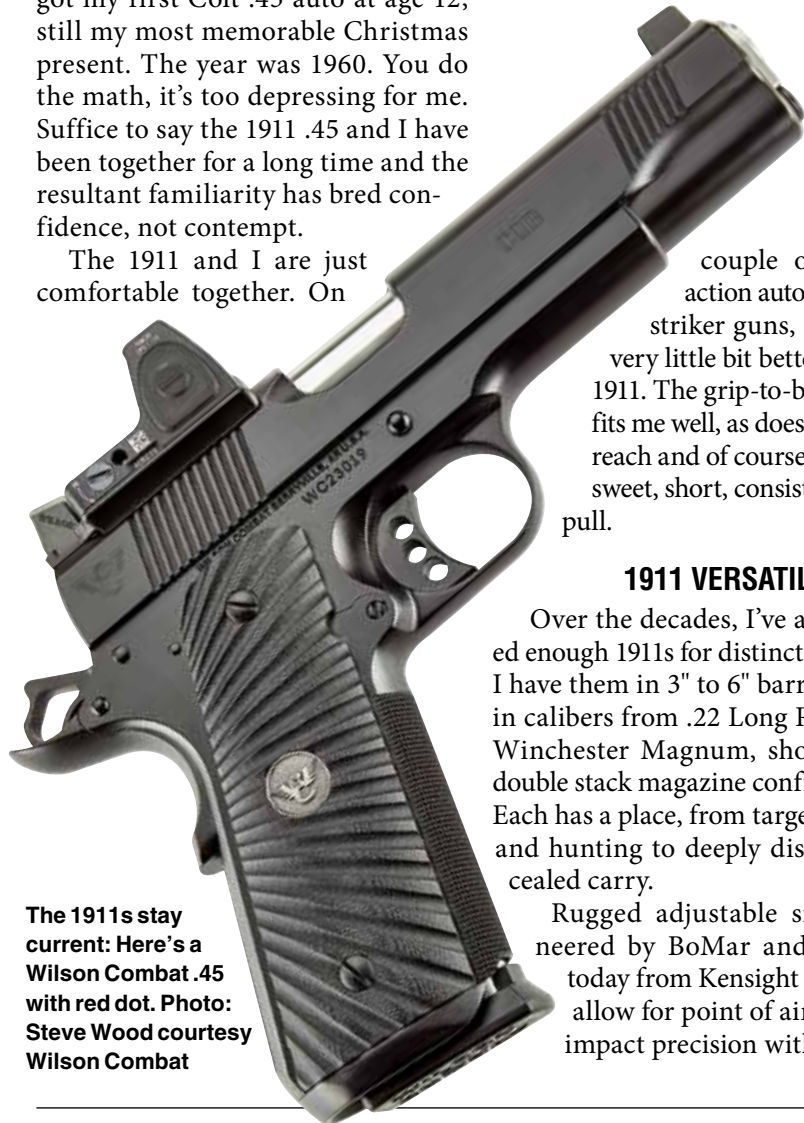 got my first Colt .45 auto at age 12,
still my most memorable Christmas
present. The year was 1960. You do
the math, it's too depressing for me.
Suffice to say the 1911 .45 and I have
been together for a long time and the
resultant familiarity has bred con-
fidence, not contempt.
The 1911 and I are just
comfortable together. On
The 1911s stay
current: Here's a
Wilson Combat .45
with red dot. Photo:
Steve Wood courtesy
Wilson Combat
WC23019
couple
action auto
striker guns,
very little bit
1911. The grip-to-b
fits me well, as does
reach and of course
sweet, short,
pull.
1911 VERSATIL
Over the decades, I've a
ed enough 1911s for distinct
I have them in 3" to 6" barr
in calibers from .22 Long
Winchester Magnum, sho
double stack magazine conf
Each has a place, from targe
and hunting to deeply dis
cealed carry.
Rugged adjustable
neered by BoMar and
today from Kensight
allow for point of
impact precision